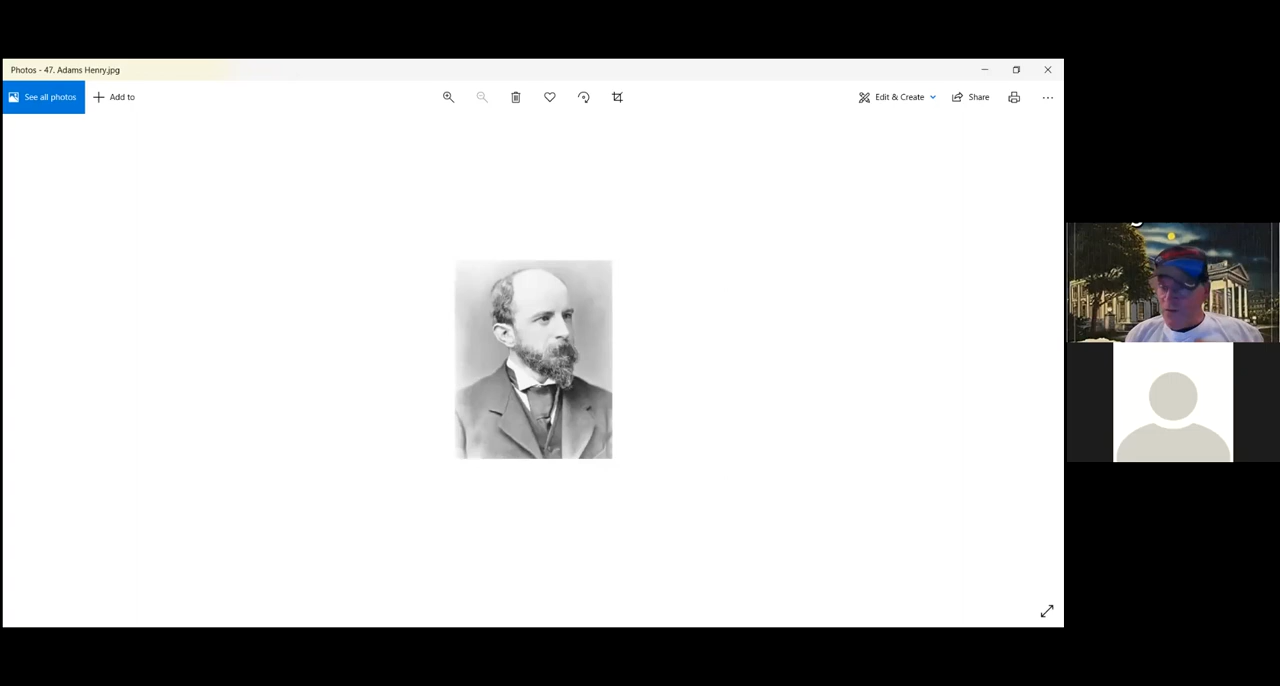 Photos - 47. Adams Henry.jpg
See all photos
Add to
Edit & Create
Share